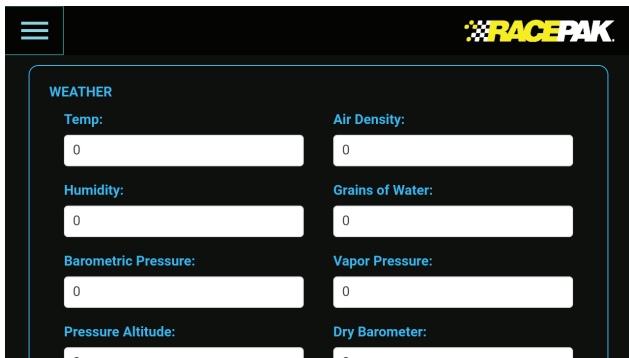 RACEPAK.
WEATHER
Temp: Air Density:
0 0
Humidity: Grains of Water:
0 0
Barometric Pressure: Vapor Pressure:
0 0
Pressure Altitude: Dry Barometer: